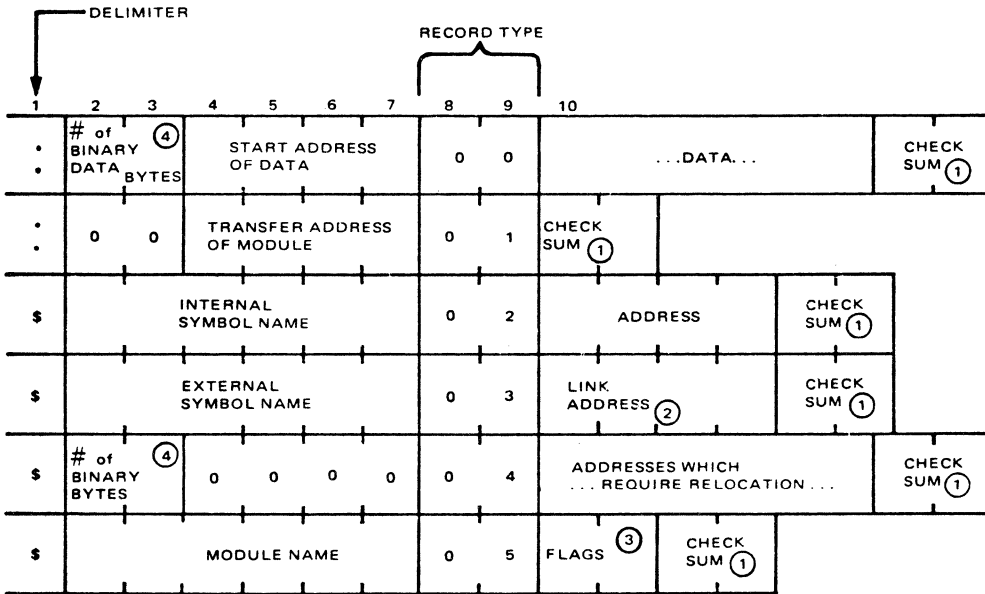 DELIMITER
RECORD TYPE
1 2 3 4 5 6 7 8 9 10
: # of ④ BINARY DATA BYTES START ADDRESS OF DATA 0 0 ...DATA... CHECK SUM ①
: 0 0 TRANSFER ADDRESS OF MODULE 0 1 CHECK SUM ①
$ INTERNAL SYMBOL NAME 0 2 ADDRESS CHECK SUM ①
$ EXTERNAL SYMBOL NAME 0 3 LINK ADDRESS ② CHECK SUM ①
$ # of ④ BINARY BYTES 0 0 0 0 0 4 ADDRESSES WHICH ...REQUIRE RELOCATION... CHECK SUM ①
$ MODULE NAME 0 5 FLAGS ③ CHECK SUM ①